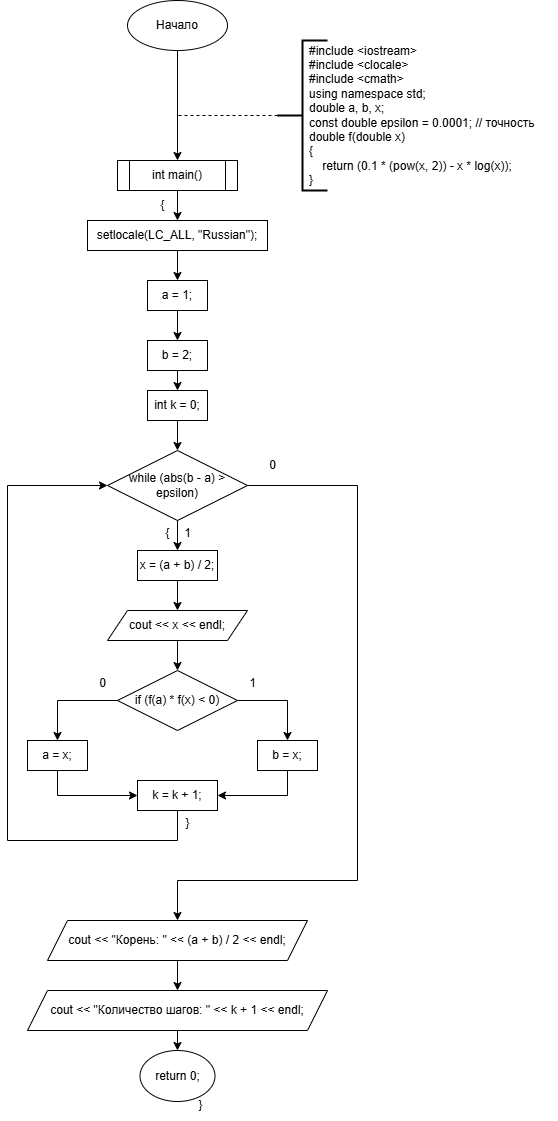 Начало
#include <iostream>
#include <clocale>
#include <cmath>
using namespace std;
double a, b, x;
const double epsilon = 0.0001; // точность
double f(double x)
{
return (0.1 * (pow(x, 2)) - x * log(x));
}
int main()
{
setlocale(LC_ALL, "Russian");
a = 1;
b = 2;
int k = 0;
while (abs(b - a) >
epsilon)
0
{ 1
x = (a + b) / 2;
cout << x << endl;
if (f(a) * f(x) < 0)
0
1
a = x;
b = x;
k = k + 1;
}
cout << "Корень: " << (a + b) / 2 << endl;
cout << "Количество шагов: " << k + 1 << endl;
return 0;
}